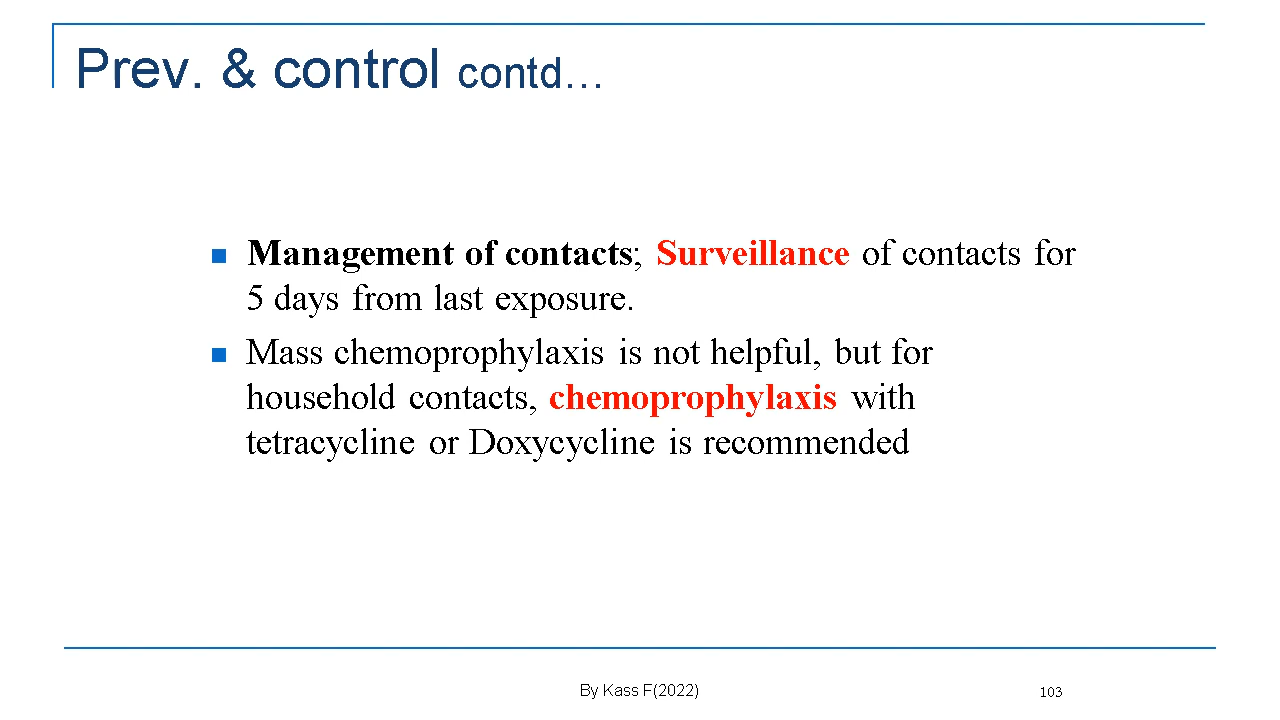 Prev. & control contd…
Management of contacts; Surveillance of contacts for
5 days from last exposure.
Mass chemoprophylaxis is not helpful, but for
household contacts, chemoprophylaxis with
tetracycline or Doxycycline is recommended
By Kass F(2022)
103